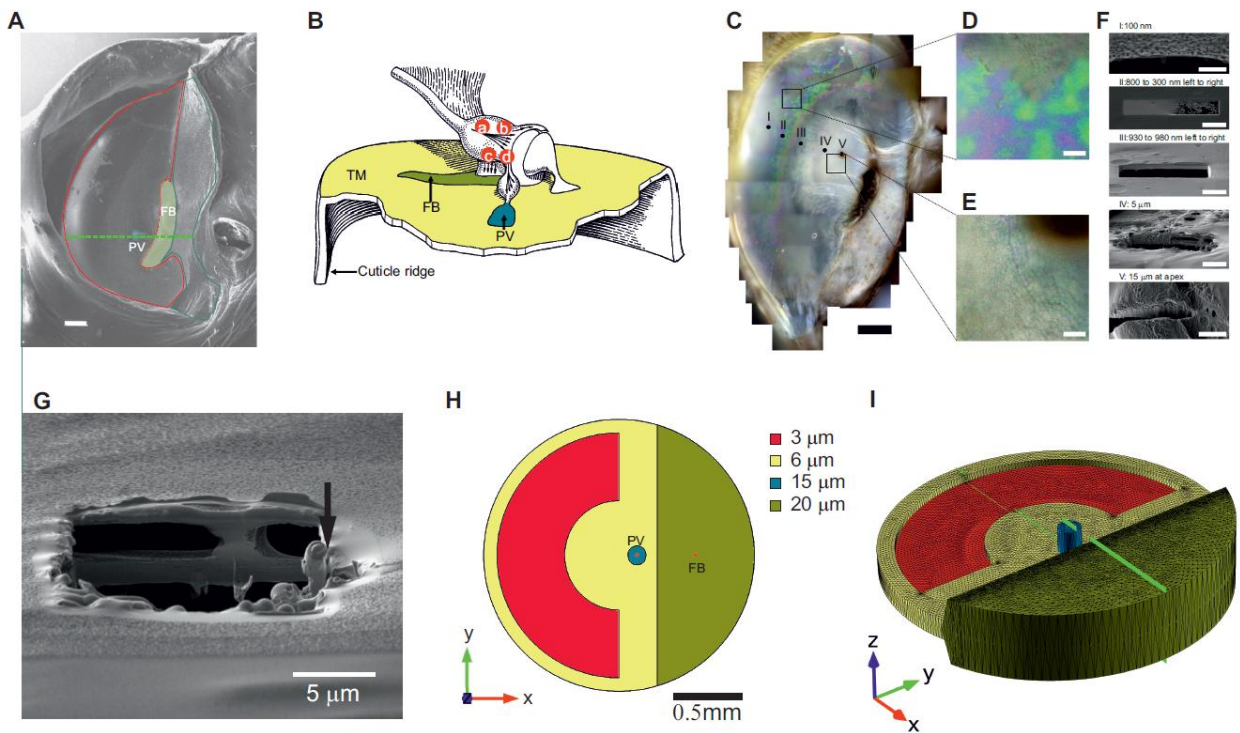 A
FB
PV
B
a b
c d
TM
FB
PV
Cuticle ridge
C
I
II
III
IV
V
D
E
F
I:100 nm
II:800 to 300 nm left to right
III:930 to 980 nm left to right
IV: 5 µm
V: 15 µm at apex
G
5 µm
H
PV
FB
y
x
0.5mm
3 µm
6 µm
15 µm
20 µm
I
z
y
x